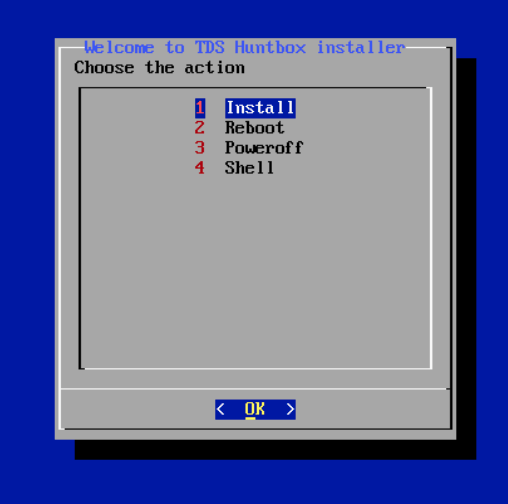 Welcome to TDS Huntbox installer
Choose the action
1 Install
2 Reboot
3 Poweroff
4 Shell
< OK >